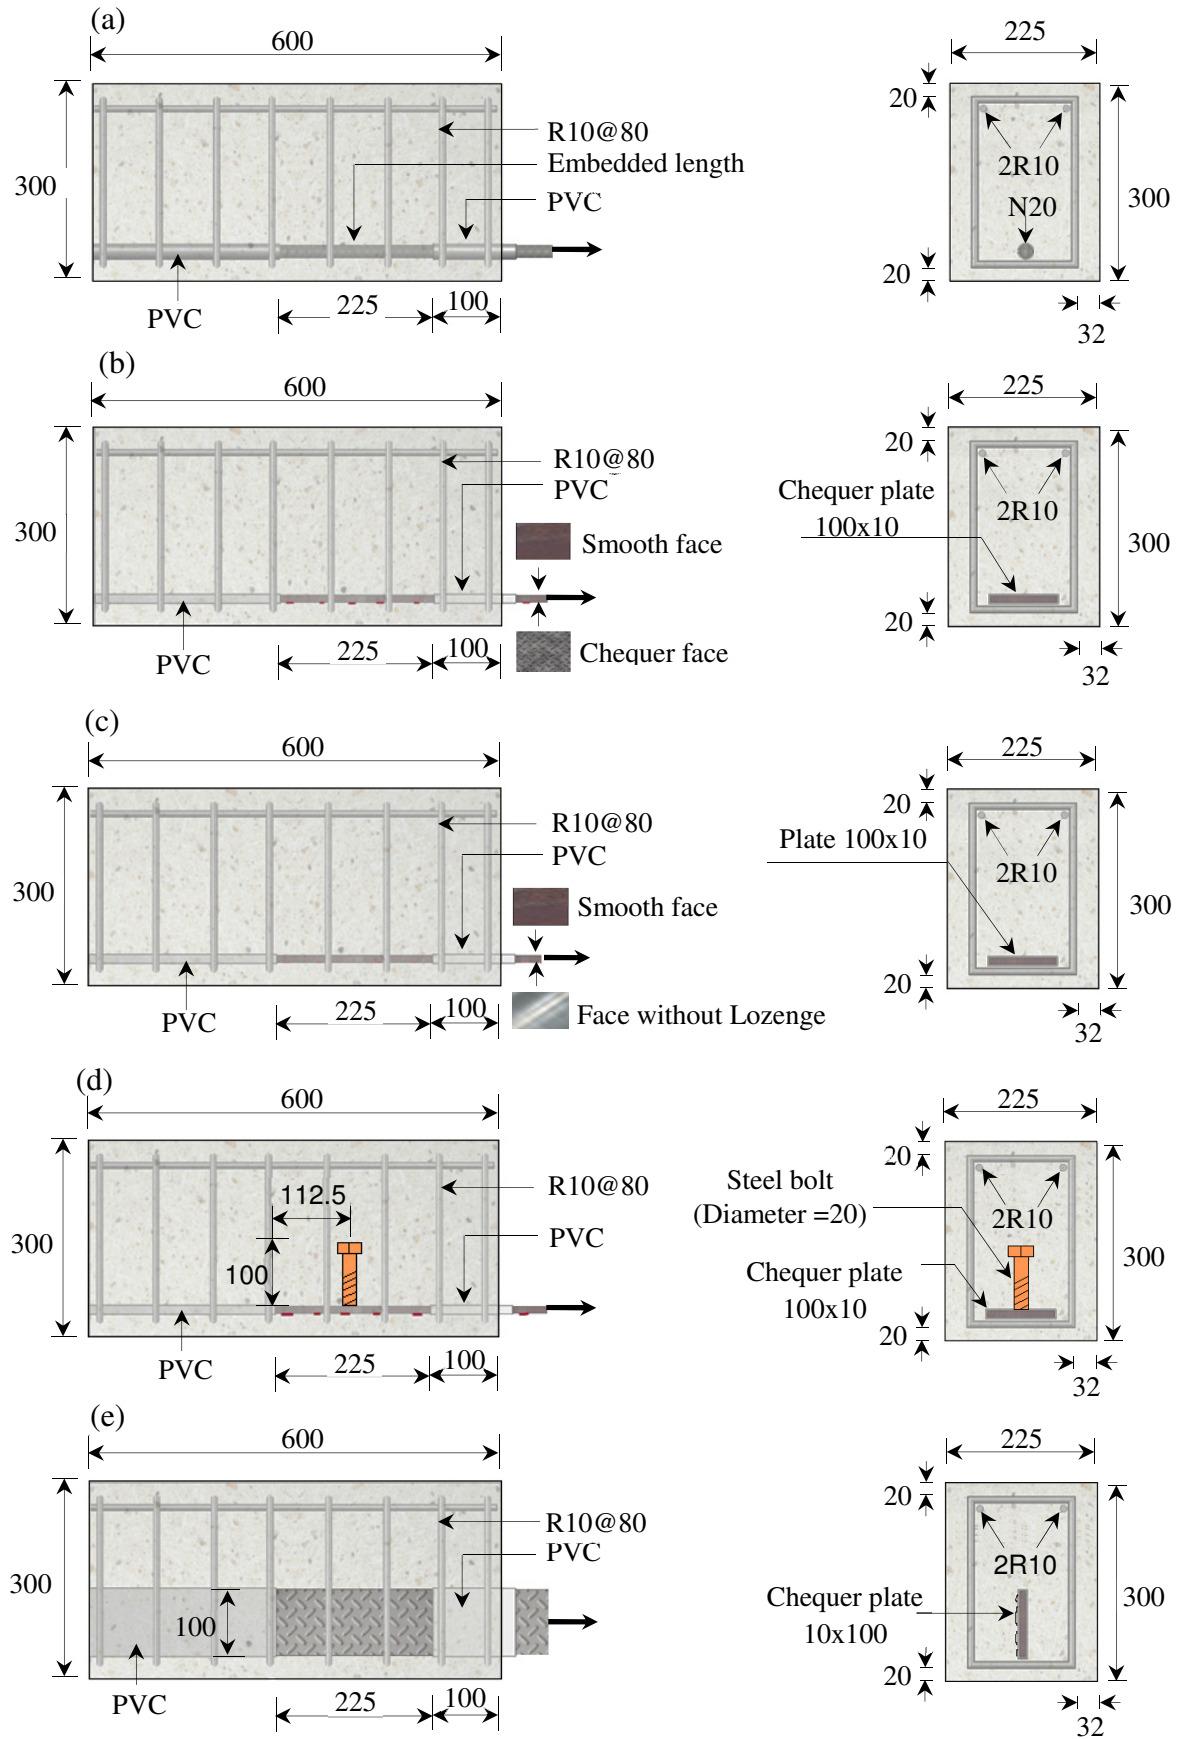 (a)
600
225
20
R10@80
Embedded length
2R10
300
PVC
300
N20
20
PVC
225
100
32
(b)
600
225
20
R10@80
PVC
Chequer plate
100x10
2R10
300
Smooth face
300
20
PVC
225
100
Chequer face
32
(c)
600
225
20
R10@80
Plate 100x10
PVC
2R10
300
Smooth face
300
20
PVC
225
100
Face without Lozenge
32
(d)
600
225
20
R10@80
Steel bolt
(Diameter =20)
112.5
2R10
300
PVC
300
100
Chequer plate
100x10
20
PVC
225
100
32
(e)
600
225
20
R10@80
PVC
2R10
300
300
100
Chequer plate
10x100
20
PVC
225
100
32